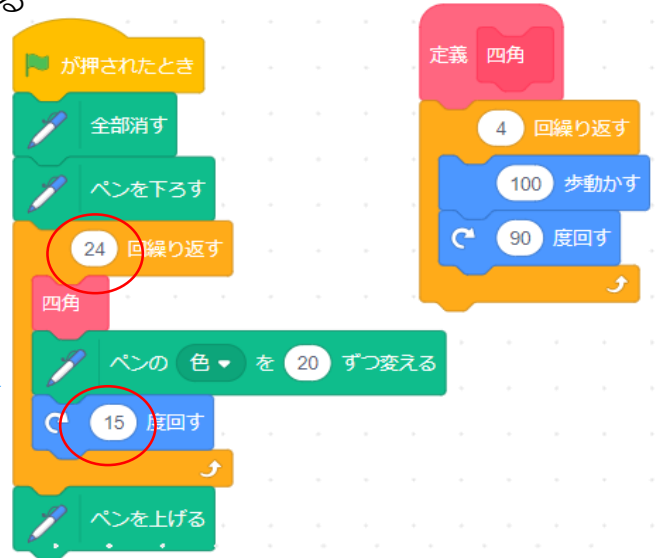 る
が押されたとき
全部消す
ペンを下ろす
24 回繰り返す
四角
ペンの 色 を 20 ずつ変える
15 度回す
ペンを上げる
定義 四角
4 回繰り返す
100 歩動かす
90 度回す